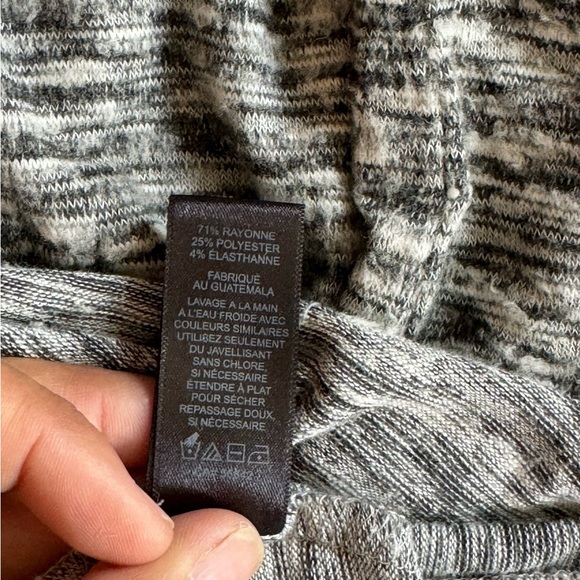 71% RAYONNE
25% POLYESTER
4% ÉLASTHANNE
FABRIQUÉ
AU GUATEMALA
LAVAGE A LA MAIN
À L'EAU FROIDE AVEC
COULEURS SIMILAIRES
UTILISEZ SEULEMENT
DU JAVELLISANT
SANS CHLORE,
SI NÉCESSAIRE
ÉTENDRE À PLAT
POUR SÉCHER
REPASSAGE DOUX,
SI NÉCESSAIRE